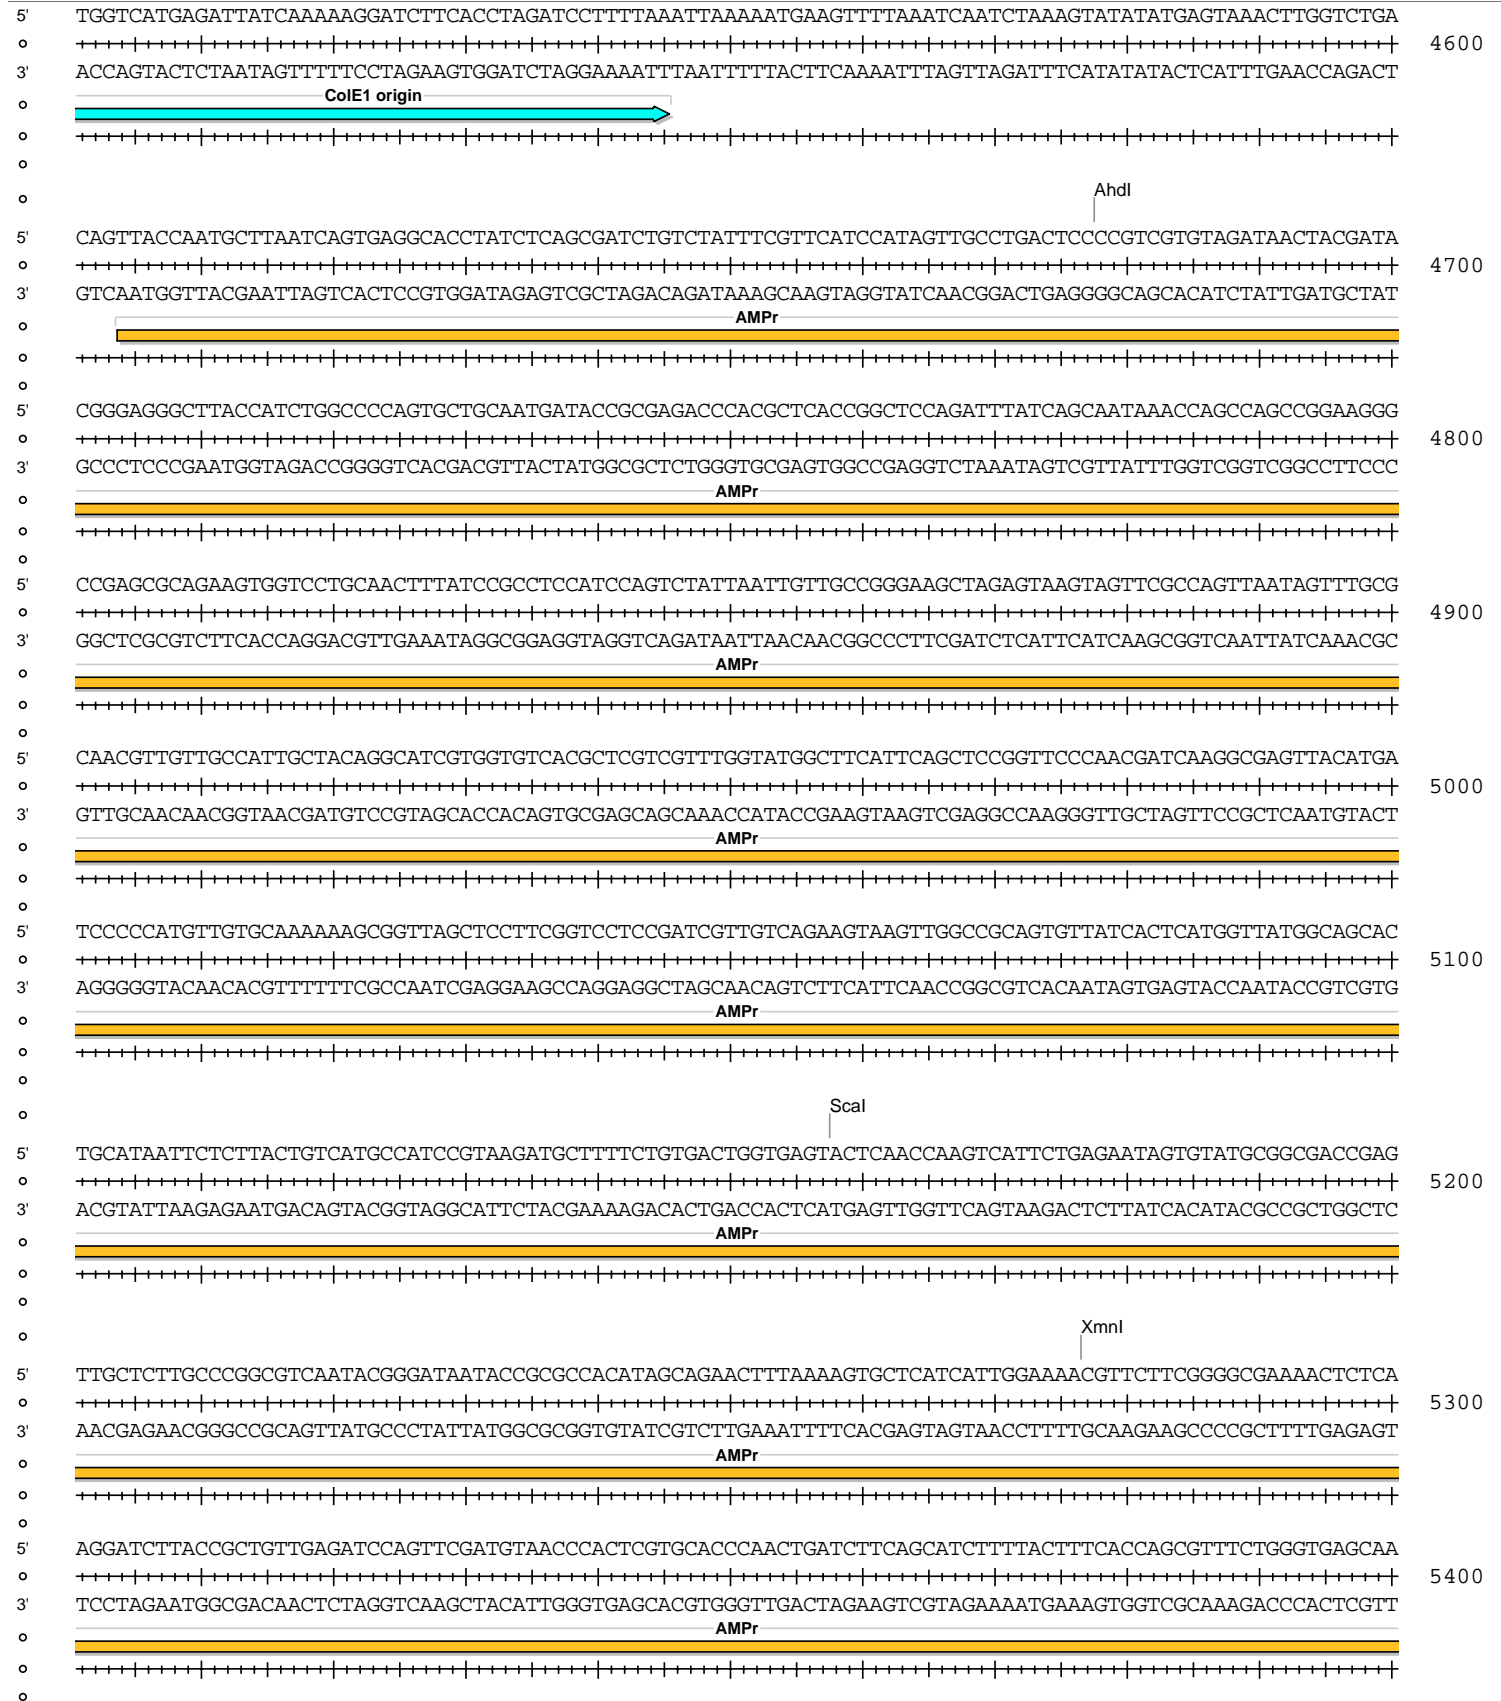 5' TGGTCATGAGATTATCAAAAAGGATCTTCACCTAGATCCTTTTAAATTAAAAATGAAGTTTTAAATCAATCTAAAGTATATATGAGTAAACTTGGTCTGA
4600
3' ACCAGTACTCTAATAGTTTTTCCTAGAAGTGGATCTAGGAAAATTTAATTTTTACTTCAAAATTTAGTTAGATTTCATATATACTCATTTGAACCAGACT
ColE1 origin
AhdI
5' CAGTTACCAATGCTTAATCAGTGAGGCACCTATCTCAGCGATCTGTCTATTTCGTTCATCCATAGTTGCCTGACTCCCCGTCGTGTAGATAACTACGATA
4700
3' GTCAATGGTTACGAATTAGTCACTCCGTGGATAGAGTCGCTAGACAGATAAAGCAAGTAGGTATCAACGGACTGAGGGGCAGCACATCTATTGATGCTAT
AMPr
5' CGGGAGGGCTTACCATCTGGCCCCAGTGCTGCAATGATACCGCGAGACCCACGCTCACCGGCTCCAGATTTATCAGCAATAAACCAGCCAGCCGGAAGGG
4800
3' GCCCTCCCGAATGGTAGACCGGGGTCACGACGTTACTATGGCGCTCTGGGTGCGAGTGGCCGAGGTCTAAATAGTCGTTATTTGGTCGGTCGGCCTTCCC
AMPr
5' CCGAGCGCAGAAGTGGTCCTGCAACTTTATCCGCCTCCATCCAGTCTATTAATTGTTGCCGGGAAGCTAGAGTAAGTAGTTCGCCAGTTAATAGTTTGCG
4900
3' GGCTCGCGTCTTCACCAGGACGTTGAAATAGGCGGAGGTAGGTCAGATAATTAACAACGGCCCTTCGATCTCATTCATCAAGCGGTCAATTATCAAACGC
AMPr
5' CAACGTTGTTGCCATTGCTACAGGCATCGTGGTGTCACGCTCGTCGTTTGGTATGGCTTCATTCAGCTCCGGTTCCCAACGATCAAGGCGAGTTACATGA
5000
3' GTTGCAACAACGGTAACGATGTCCGTAGCACCACAGTGCGAGCAGCAAACCATACCGAAGTAAGTCGAGGCCAAGGGTTGCTAGTTCCGCTCAATGTACT
AMPr
5' TCCCCCATGTTGTGCAAAAAAGCGGTTAGCTCCTTCGGTCCTCCGATCGTTGTCAGAAGTAAGTTGGCCGCAGTGTTATCACTCATGGTTATGGCAGCAC
5100
3' AGGGGGTACAACACGTTTTTTCGCCAATCGAGGAAGCCAGGAGGCTAGCAACAGTCTTCATTCAACCGGCGTCACAATAGTGAGTACCAATACCGTCGTG
AMPr
ScaI
5' TGCATAATTCTCTTACTGTCATGCCATCCGTAAGATGCTTTTCTGTGACTGGTGAGTACTCAACCAAGTCATTCTGAGAATAGTGTATGCGGCGACCGAG
5200
3' ACGTATTAAGAGAATGACAGTACGGTAGGCATTCTACGAAAAGACACTGACCACTCATGAGTTGGTTCAGTAAGACTCTTATCACATACGCCGCTGGCTC
AMPr
XmnI
5' TTGCTCTTGCCCGGCGTCAATACGGGATAATACCGCGCCACATAGCAGAACTTTAAAAGTGCTCATCATTGGAAAACGTTCTTCGGGGCGAAAACTCTCA
5300
3' AACGAGAACGGGCCGCAGTTATGCCCTATTATGGCGCGGTGTATCGTCTTGAAATTTTCACGAGTAGTAACCTTTTGCAAGAAGCCCCGCTTTTGAGAGT
AMPr
5' AGGATCTTACCGCTGTTGAGATCCAGTTCGATGTAACCCACTCGTGCACCCAACTGATCTTCAGCATCTTTTACTTTCACCAGCGTTTCTGGGTGAGCAA
5400
3' TCCTAGAATGGCGACAACTCTAGGTCAAGCTACATTGGGTGAGCACGTGGGTTGACTAGAAGTCGTAGAAAATGAAAGTGGTCGCAAAGACCCACTCGTT
AMPr